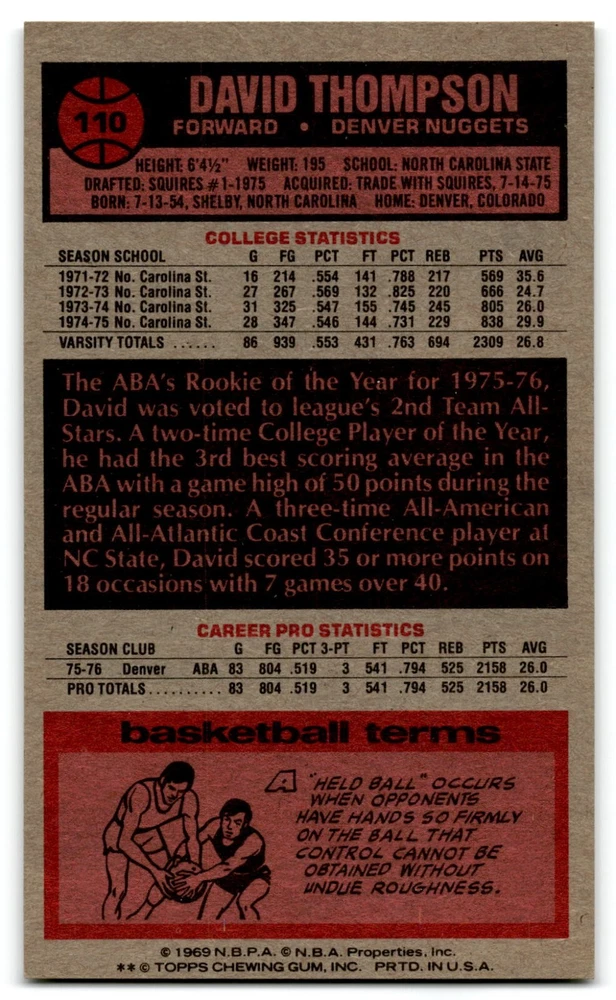 110
DAVID THOMPSON
FORWARD • DENVER NUGGETS
HEIGHT: 6'4½" WEIGHT: 195 SCHOOL: NORTH CAROLINA STATE
DRAFTED: SQUIRES #1-1975 ACQUIRED: TRADE WITH SQUIRES, 7-14-75
BORN: 7-13-54, SHELBY, NORTH CAROLINA HOME: DENVER, COLORADO
COLLEGE STATISTICS
SEASON SCHOOL G FG .PCT FT PCT REB PTS AVG
1971-72 No. Carolina St. 16 214 .554 141 .788 217 569 35.6
1972-73 No. Carolina St. 27 267 .569 132 .825 220 666 24.7
1973-74 No. Carolina St. 31 325 .547 155 .745 245 805 26.0
1974-75 No. Carolina St. 28 347 .546 144 .731 229 838 29.9
VARSITY TOTALS ...... 86 939 .553 431 .763 694 2309 26.8
The ABA's Rookie of the Year for 1975-76,
David was voted to league's 2nd Team All-
Stars. A two-time College Player of the Year,
he had the 3rd best scoring average in the
ABA with a game high of 50 points during the
regular season. A three-time All-American
and All-Atlantic Coast Conference player at
NC State, David scored 35 or more points on
18 occasions with 7 games over 40.
CAREER PRO STATISTICS
SEASON CLUB G FG PCT 3-PT FT PCT REB PTS AVG
75-76 Denver ABA 83 804 .519 3 541 .794 525 2158 26.0
PRO TOTALS.......... 83 804 .519 3 541 .794 525 2158 26.0
basketball terms
A "HELD BALL" OCCURS
WHEN OPPONENTS
HAVE HANDS SO FIRMLY
ON THE BALL THAT
CONTROL CANNOT BE
OBTAINED WITHOUT
UNDUE ROUGHNESS.
© 1969 N.B.P.A. © N.B.A. Properties, Inc.
** © TOPPS CHEWING GUM, INC. PRTD. IN U.S.A.